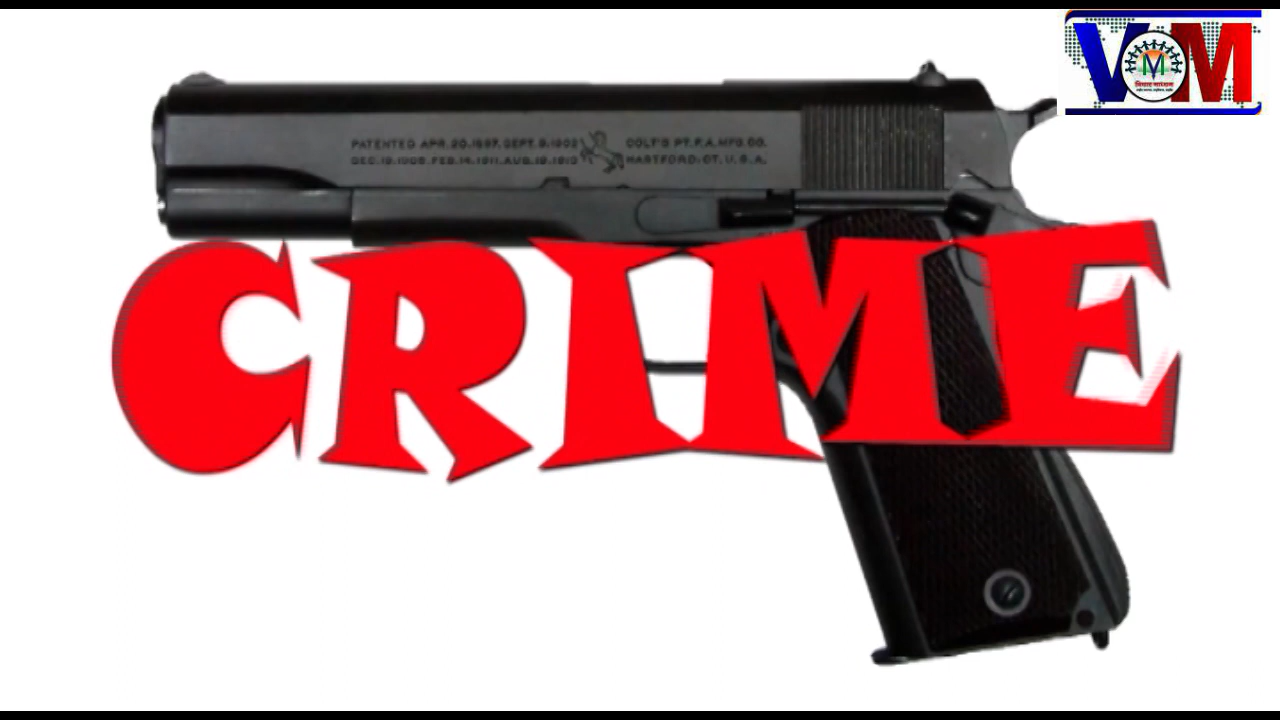 VM
PATENTED APR. 20. 1897. SEPT. 9. 1902
DEC. 19. 1905. FEB. 14. 1911. AUG. 19. 1913
COLT'S PT. F. A. MFG. CO.
HARTFORD. CT. U. S. A.
CRIME